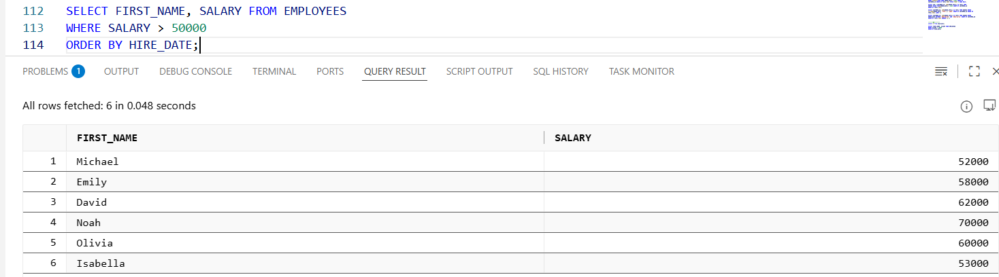 112 SELECT FIRST_NAME, SALARY FROM EMPLOYEES
113 WHERE SALARY > 50000
114 ORDER BY HIRE_DATE;
PROBLEMS 1 OUTPUT DEBUG CONSOLE TERMINAL PORTS QUERY RESULT SCRIPT OUTPUT SQL HISTORY TASK MONITOR
All rows fetched: 6 in 0.048 seconds
FIRST_NAME SALARY
1 Michael 52000
2 Emily 58000
3 David 62000
4 Noah 70000
5 Olivia 60000
6 Isabella 53000